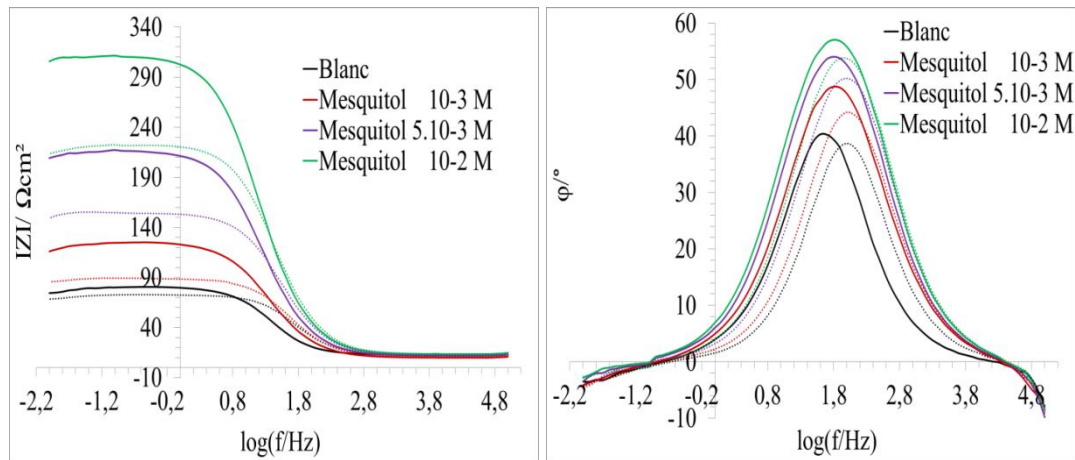 340
290
240
190
140
90
40
-10
IZI/ Ωcm²
Blanc
Mesquitol 10-3 M
Mesquitol 5.10-3 M
Mesquitol 10-2 M
-2,2 -1,2 -0,2 0,8 1,8 2,8 3,8 4,8
log(f/Hz)
60
50
40
30
20
10
0
-10
φ/°
Blanc
Mesquitol 10-3 M
Mesquitol 5.10-3 M
Mesquitol 10-2 M
-2,2 -1,2 -0,2 0,8 1,8 2,8 3,8 4,8
log(f/Hz)